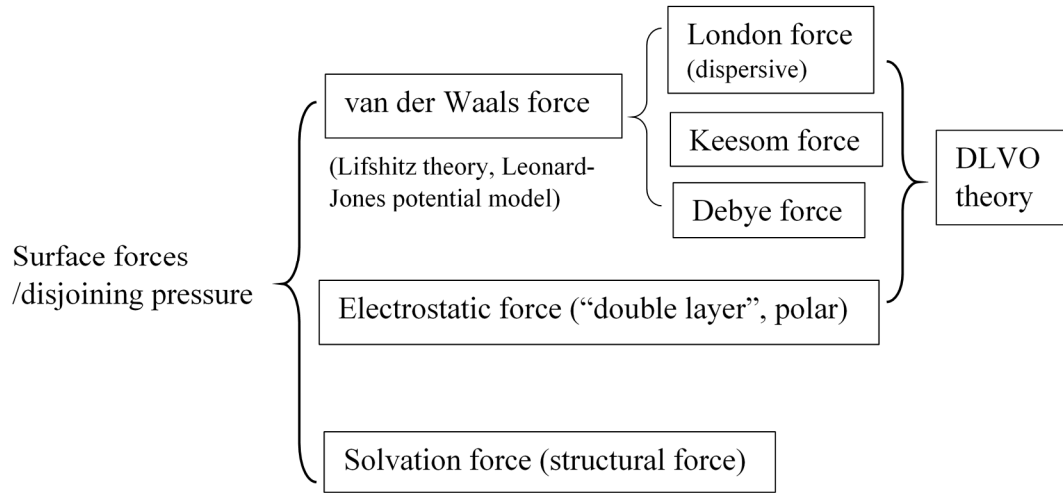 Surface forces
/disjoining pressure
van der Waals force
(Lifshitz theory, Leonard-
Jones potential model)
London force
(dispersive)
Keesom force
Debye force
Electrostatic force (“double layer”, polar)
Solvation force (structural force)
DLVO
theory